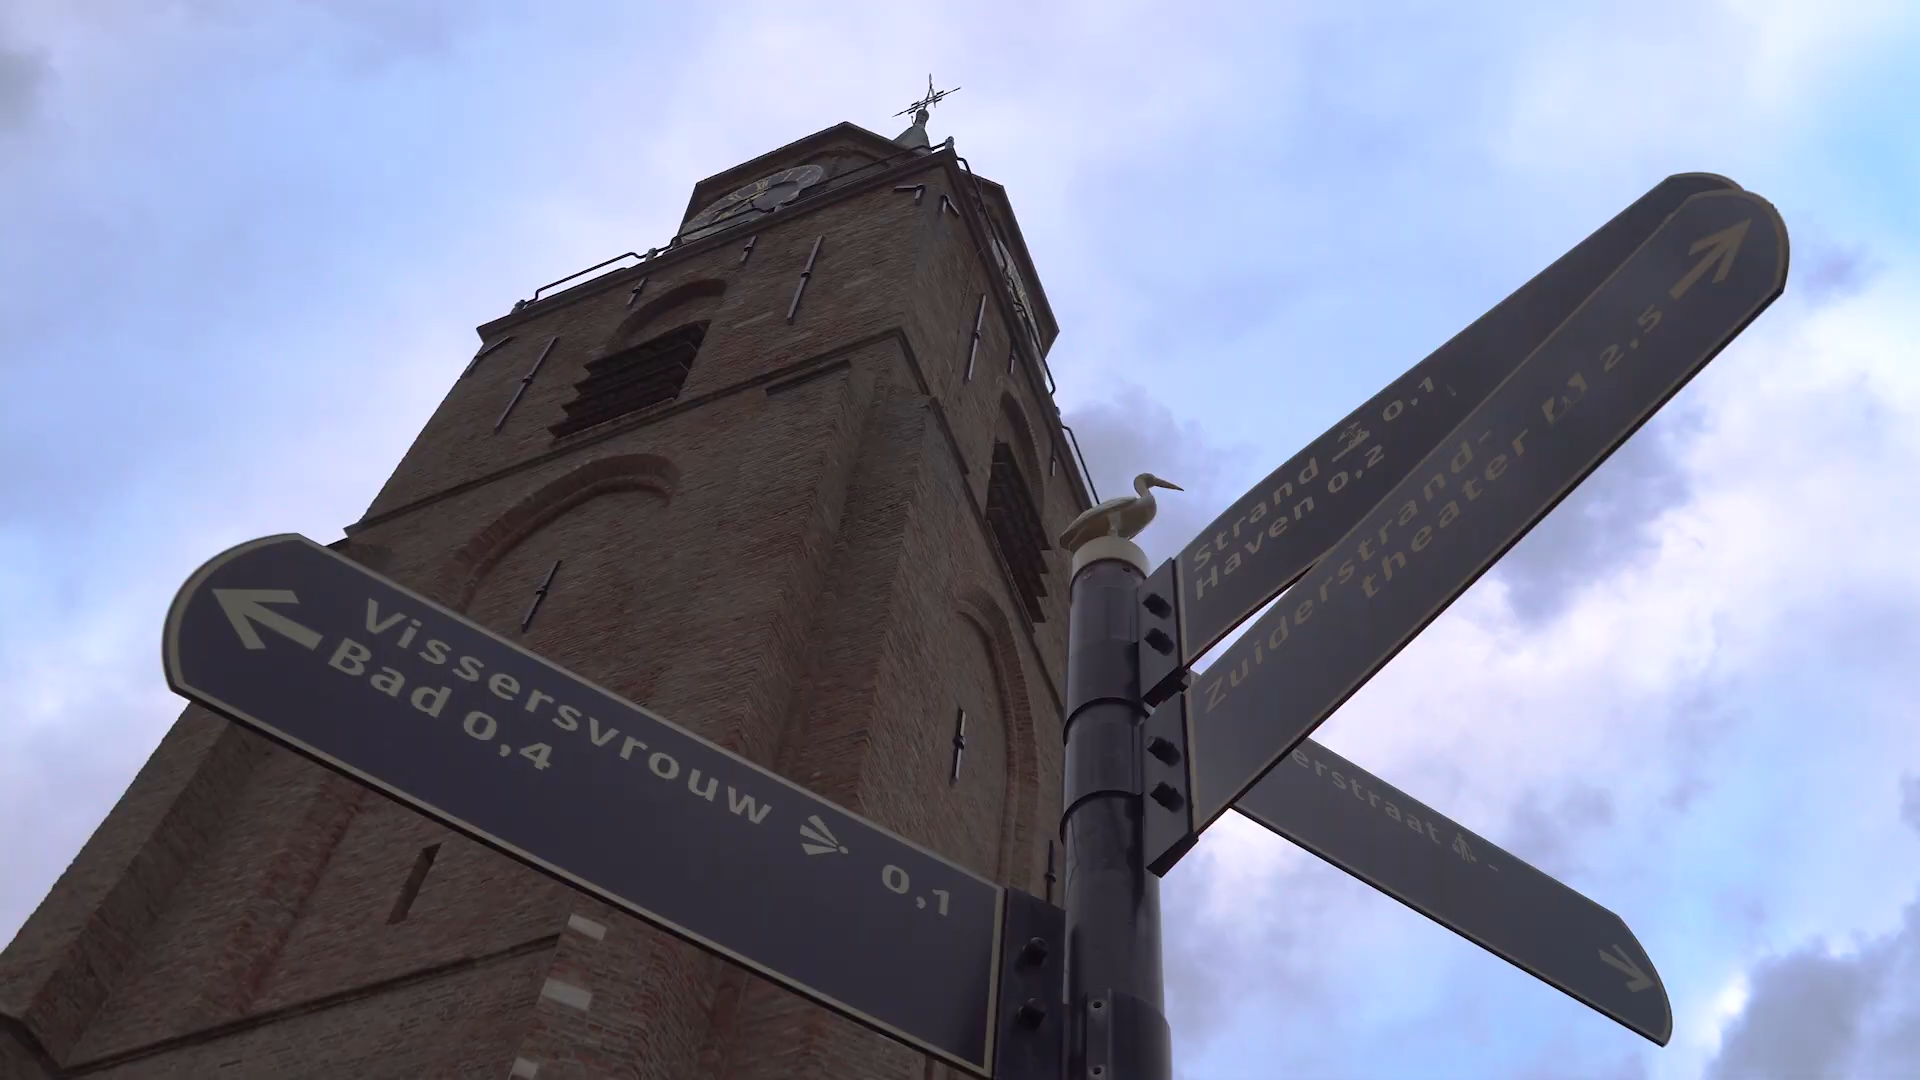 Vissersvrouw 0,1
Bad 0,4
Strand 0.1
Haven 0.2
Zuiderstrand-
theater 2.5
erstraat